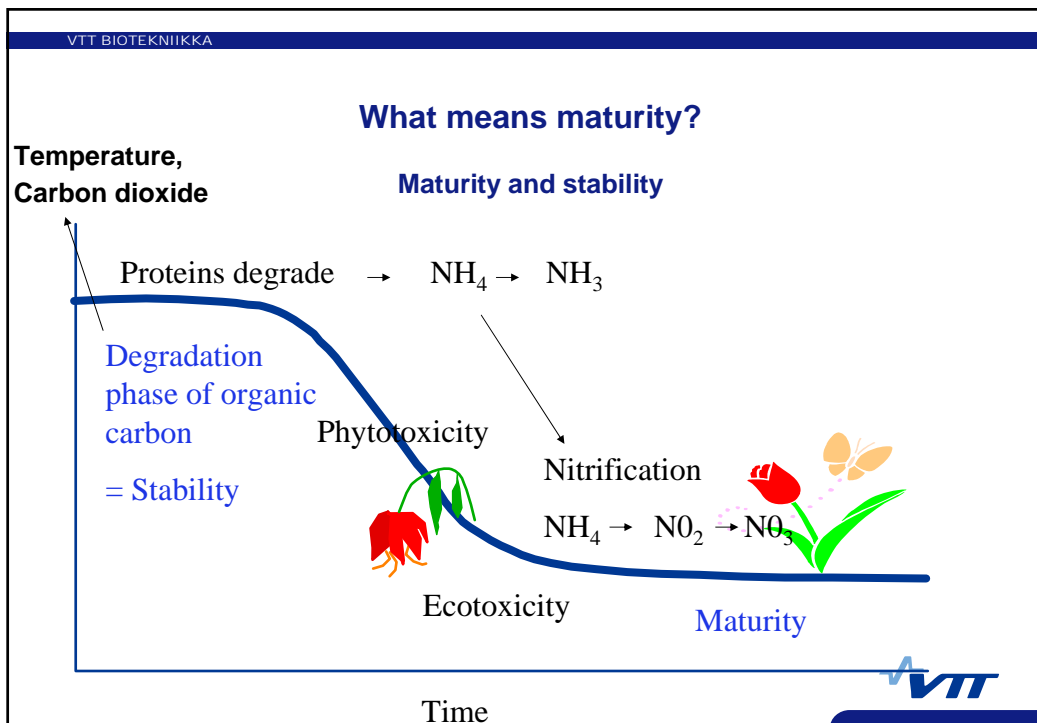 VTT BIOTEKNIIKKA
What means maturity?
Temperature,
Carbon dioxide
Maturity and stability
Proteins degrade → NH₄ → NH₃
Degradation
phase of organic
carbon
= Stability
Phytotoxicity
Nitrification
NH₄ → N0₂ → N0₃
Ecotoxicity
Maturity
Time
VTT